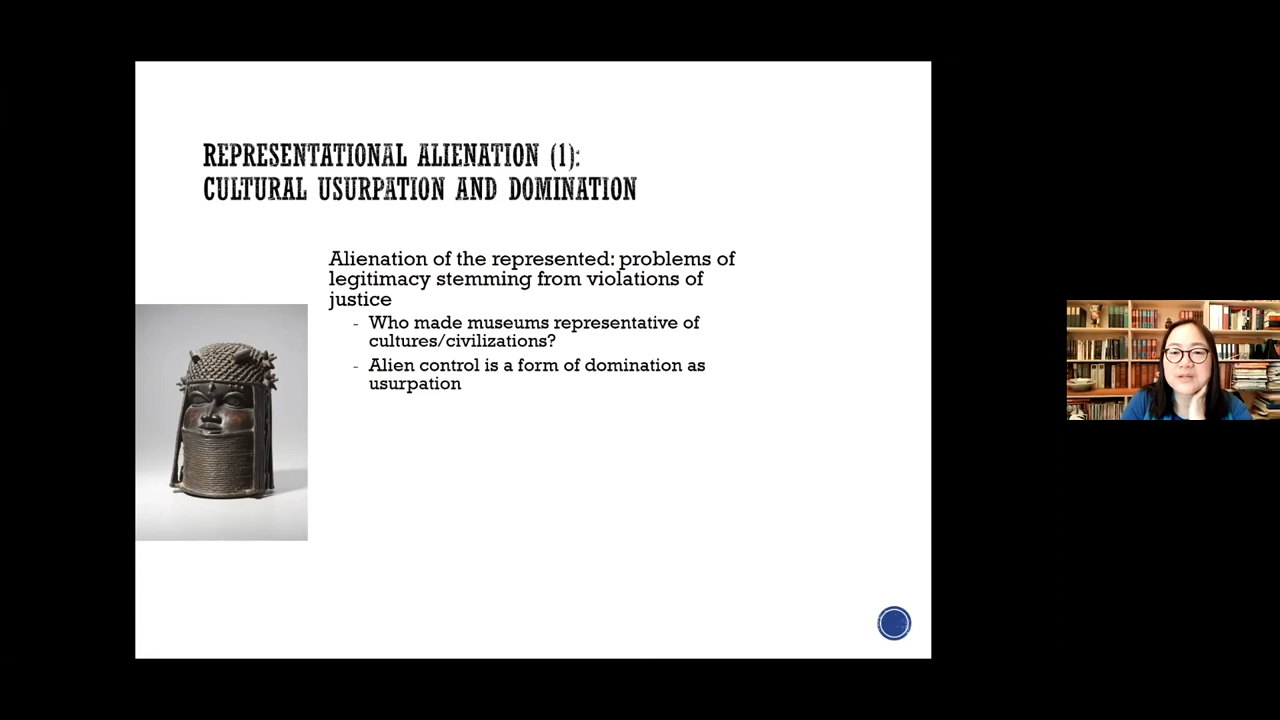 REPRESENTATIONAL ALIENATION (1):
CULTURAL USURPATION AND DOMINATION
Alienation of the represented: problems of
legitimacy stemming from violations of
justice
- Who made museums representative of
cultures/civilizations?
- Alien control is a form of domination as
usurpation